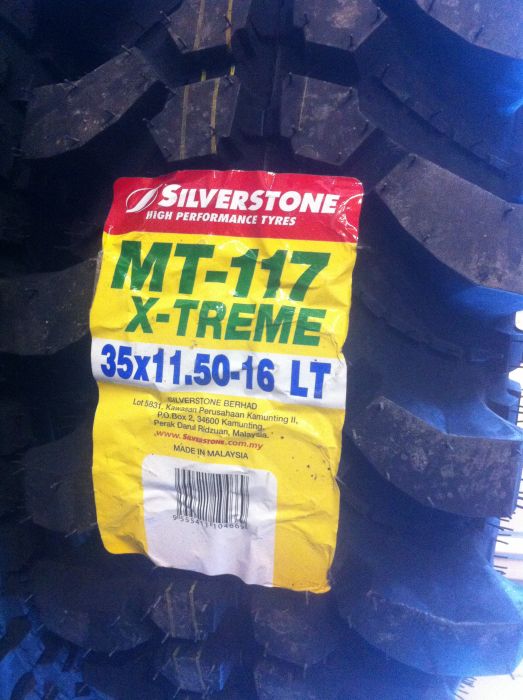 SILVERSTONE
HIGH PERFORMANCE TYRES
MT-117
X-TREME
35x11.50-16 LT
SILVERSTONE BERHAD
Lot 5831, Kawasan Perusahaan Kamunting II,
P.O.Box 2, 34600 Kamunting.
Perak Darul Ridzuan, Malaysia.
www.SILVERSTONE.com.my
MADE IN MALAYSIA